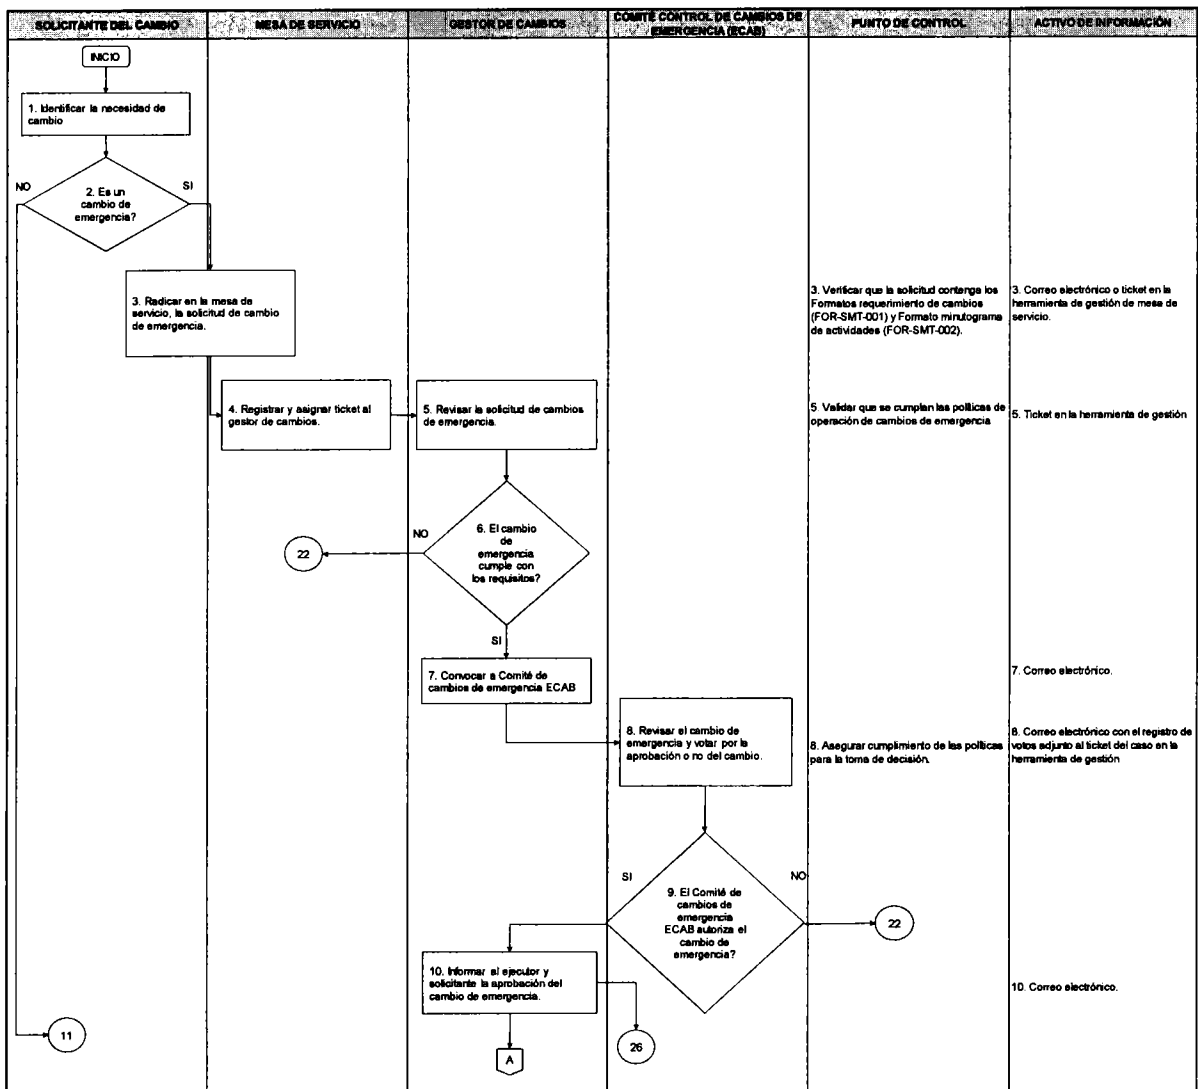 SOLICITANTE DEL CAMBIO
MESA DE SERVICIO
GESTOR DE CAMBIOS
COMITÉ CONTROL DE CAMBIOS DE
EMERGENCIA (ECAB)
PUNTO DE CONTROL
ACTIVO DE INFORMACIÓN
INICIO
1. Identificar la necesidad de
cambio
NO
SI
2. Es un
cambio de
emergencia?
3. Radicar en la mesa de
servicio, la solicitud de cambio
de emergencia.
3. Verificar que la solicitud contenga los
Formatos requerimiento de cambios
(FOR-SMT-001) y Formato minutograma
de actividades (FOR-SMT-002).
3. Correo electrónico o ticket en la
herramienta de gestión de mesa de
servicio.
4. Registrar y asignar ticket al
gestor de cambios.
5. Revisar la solicitud de cambios
de emergencia.
5. Validar que se cumplan las políticas de
operación de cambios de emergencia
5. Ticket en la herramienta de gestión
22
NO
6. El cambio
de
emergencia
cumple con
los requisitos?
SI
7. Convocar a Comité de
cambios de emergencia ECAB
7. Correo electrónico.
8. Revisar el cambio de
emergencia y votar por la
aprobación o no del cambio.
8. Asegurar cumplimiento de las políticas
para la toma de decisión.
8. Correo electrónico con el registro de
votos adjunto al ticket del caso en la
herramienta de gestión
SI
NO
9. El Comité de
cambios de
emergencia
ECAB autoriza el
cambio de
emergencia?
22
10. Informar al ejecutor y
solicitante la aprobación del
cambio de emergencia.
10. Correo electrónico.
11
26
A